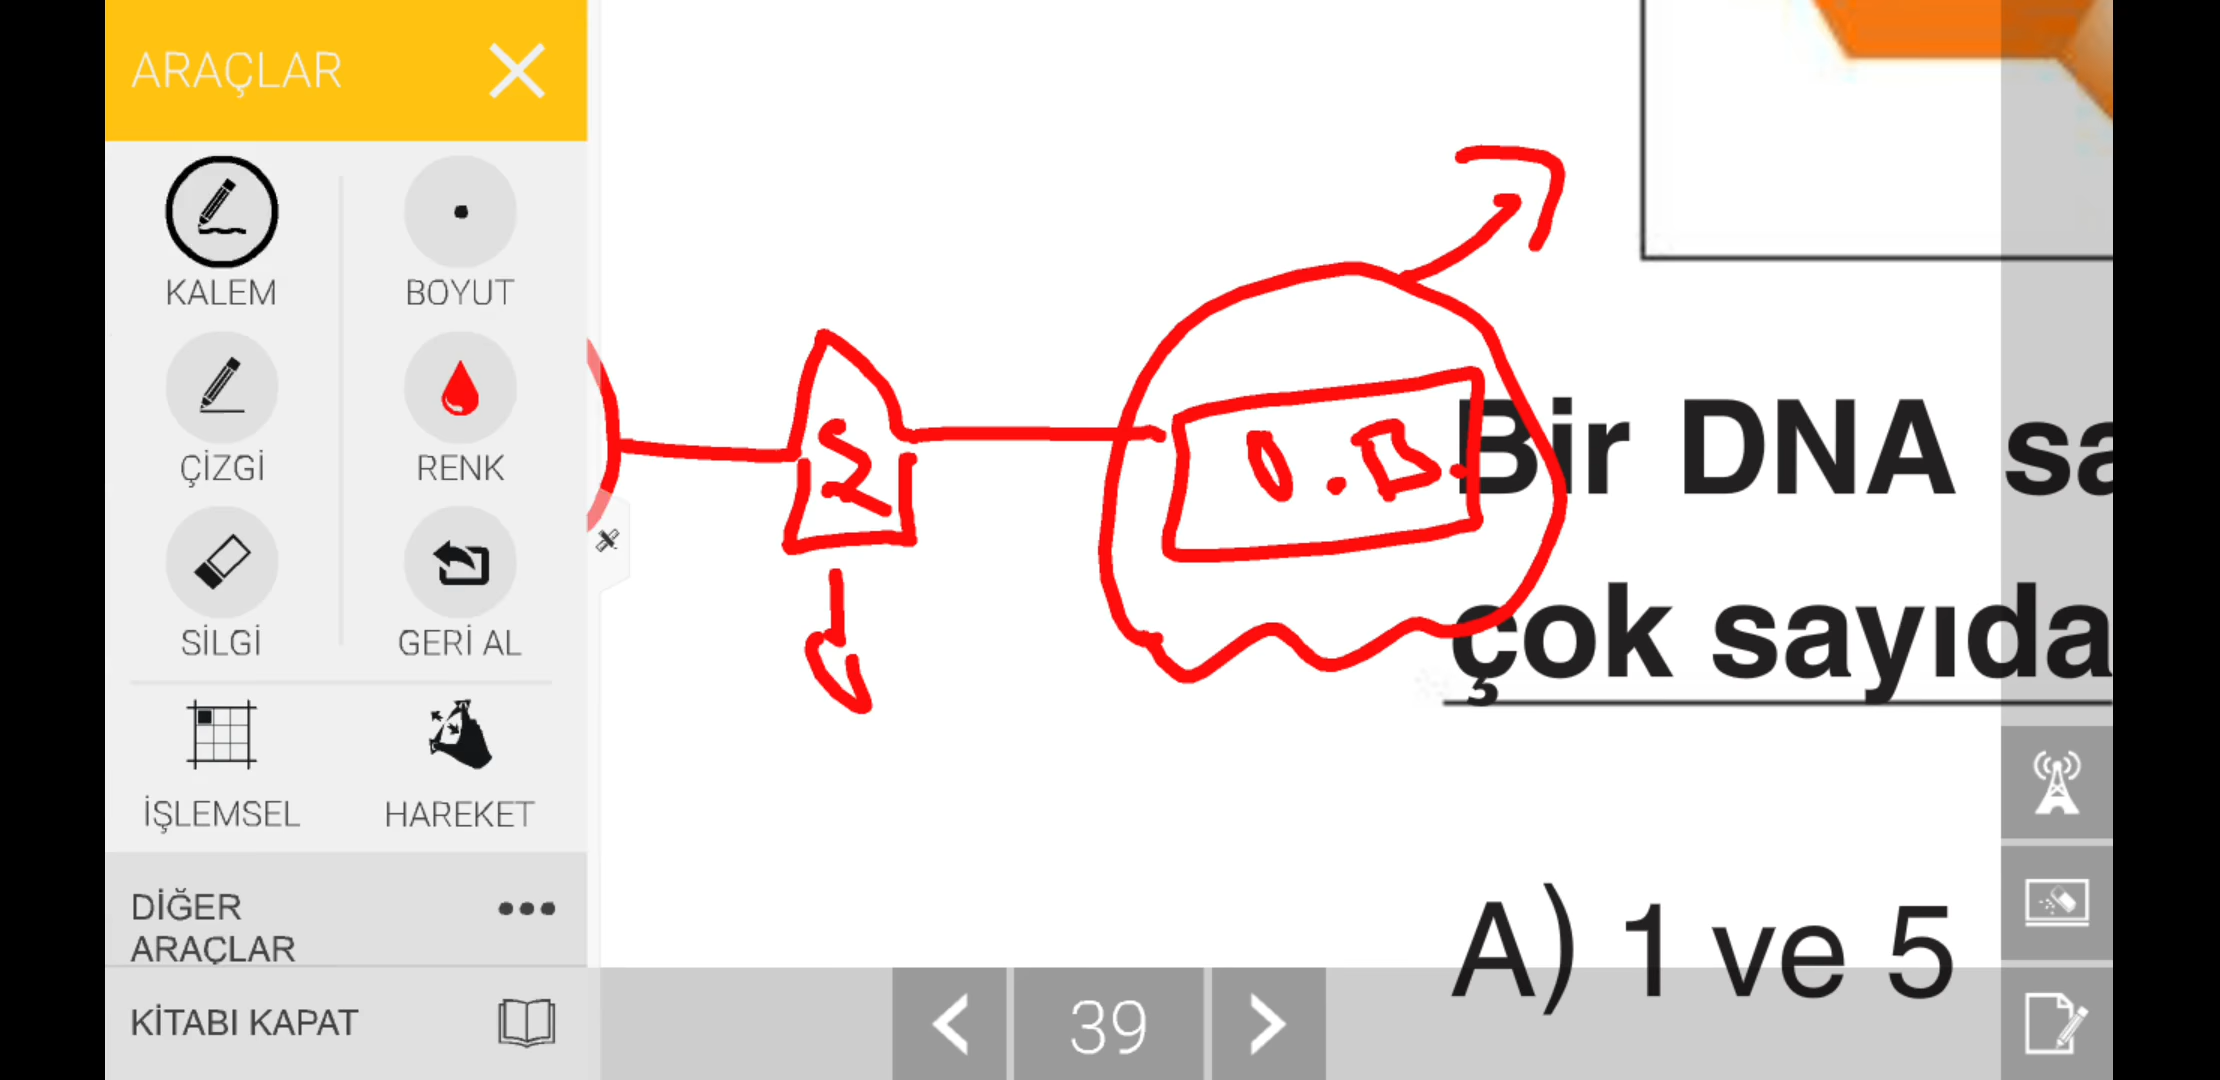 ARAÇLAR
KALEM
BOYUT
ÇİZGİ
RENK
SİLGİ
GERİ AL
İŞLEMSEL
HAREKET
DİĞER
ARAÇLAR
KİTABI KAPAT
S
O.B.
Bir DNA sa
çok sayıda
A) 1 ve 5
39